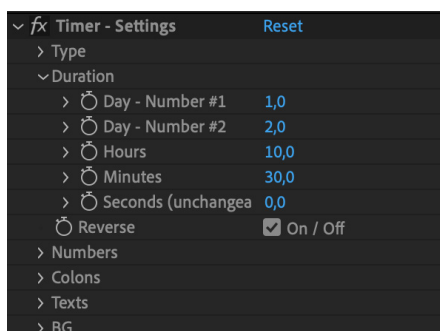 fx Timer - Settings Reset
Type
Duration
Day - Number #1 1,0
Day - Number #2 2,0
Hours 10,0
Minutes 30,0
Seconds (unchangea 0,0
Reverse On / Off
Numbers
Colons
Texts
BG